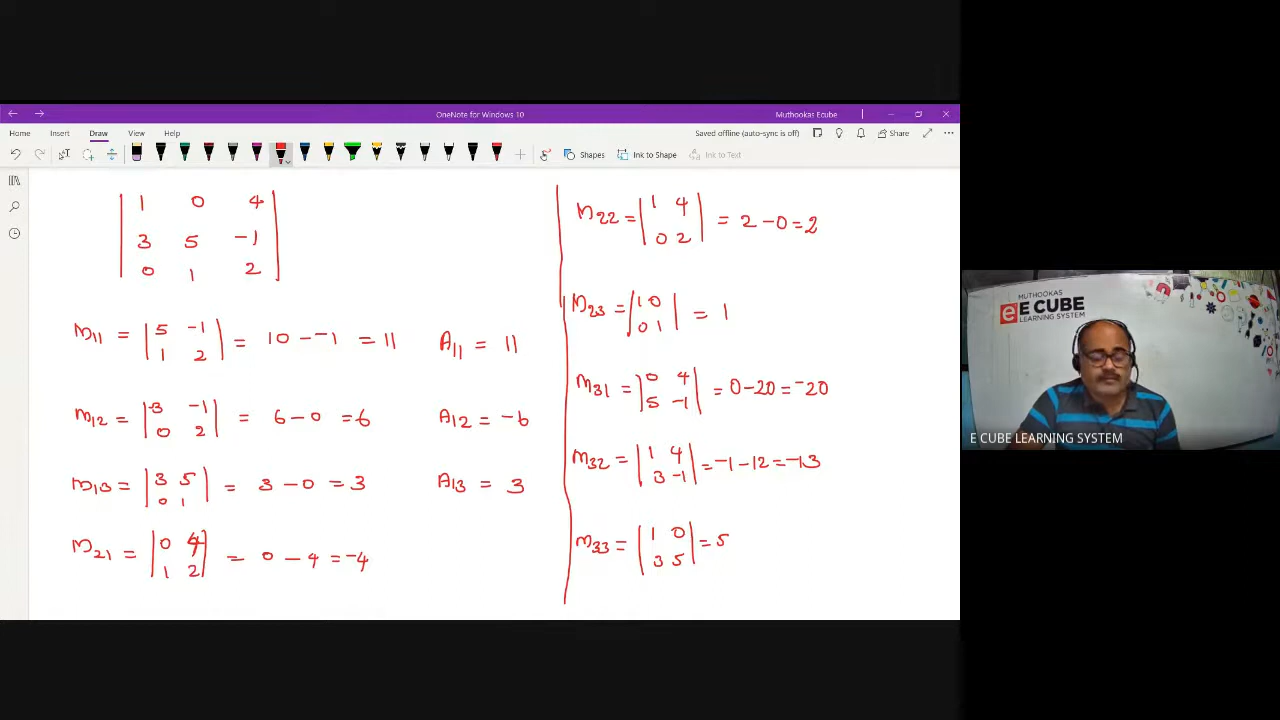 OneNote for Windows 10
Muthookas Ecube
Home Insert Draw View Help
Saved offline (auto-sync is off)
Share
Shapes
Ink to Shape
Ink to Text
| 1 0 4 |
| 3 5 -1 |
| 0 1 2 |
M11 = | 5 -1 | = 10 - -1 = 11 A11 = 11
| 1 2 |
M12 = | 3 -1 | = 6 - 0 = 6 A12 = -6
| 0 2 |
M13 = | 3 5 | = 3 - 0 = 3 A13 = 3
| 0 1 |
M21 = | 0 4 | = 0 - 4 = -4
| 1 2 |
M22 = | 1 4 | = 2 - 0 = 2
| 0 2 |
M23 = | 1 0 | = 1
| 0 1 |
M31 = | 0 4 | = 0 - 20 = -20
| 5 -1 |
M32 = | 1 4 | = -1 - 12 = -13
| 3 -1 |
M33 = | 1 0 | = 5
| 3 5 |
MUTHOOKAS
e E CUBE
LEARNING SYSTEM
E CUBE LEARNING SYSTEM